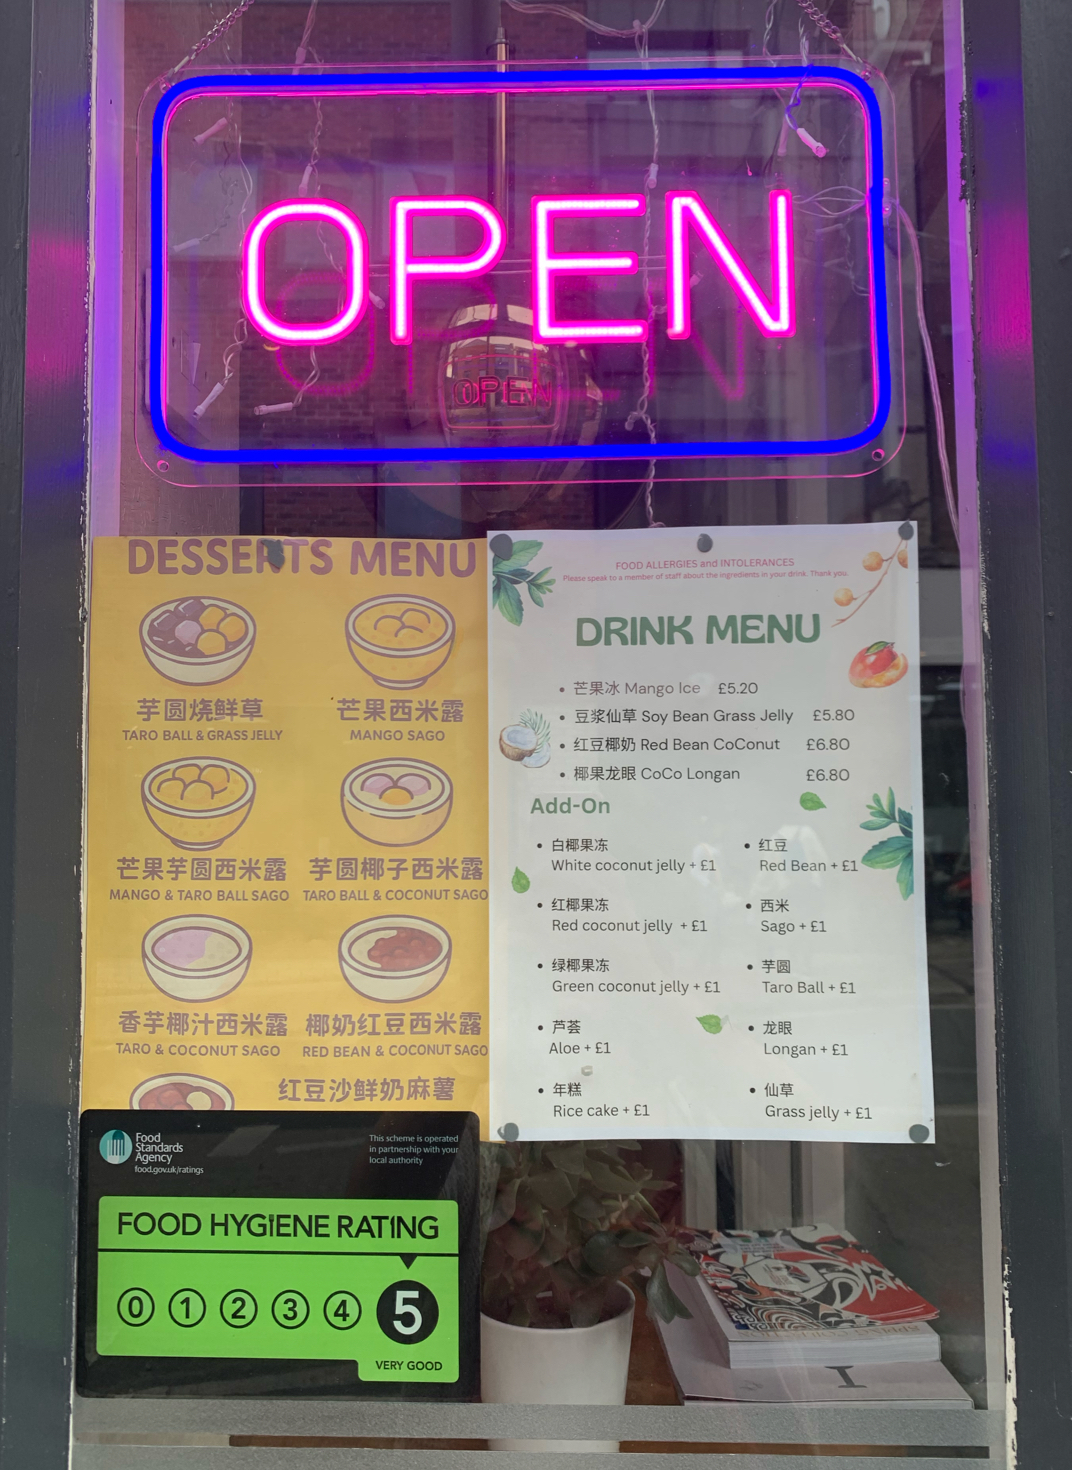 OPEN
DESSERTS MENU
芋圆烧鲜草
TARO BALL & GRASS JELLY
芒果西米露
MANGO SAGO
芒果芋圆西米露
MANGO & TARO BALL SAGO
芋圆椰子西米露
TARO BALL & COCONUT SAGO
香芋椰汁西米露
TARO & COCONUT SAGO
椰奶红豆西米露
RED BEAN & COCONUT SAGO
红豆沙鲜奶麻薯
FOOD ALLERGIES and INTOLERANCES
Please speak to a member of staff about the ingredients in your drink. Thank you.
DRINK MENU
• 芒果冰 Mango Ice £5.20
• 豆浆仙草 Soy Bean Grass Jelly £5.80
• 红豆椰奶 Red Bean CoConut £6.80
• 椰果龙眼 CoCo Longan £6.80
Add-On
• 白椰果冻
White coconut jelly + £1
• 红椰果冻
Red coconut jelly + £1
• 绿椰果冻
Green coconut jelly + £1
• 芦荟
Aloe + £1
• 年糕
Rice cake + £1
• 红豆
Red Bean + £1
• 西米
Sago + £1
• 芋圆
Taro Ball + £1
• 龙眼
Longan + £1
• 仙草
Grass jelly + £1
Food
Standards
Agency
food.gov.uk/ratings
This scheme is operated
in partnership with your
local authority
FOOD HYGIENE RATING
0 1 2 3 4 5
VERY GOOD